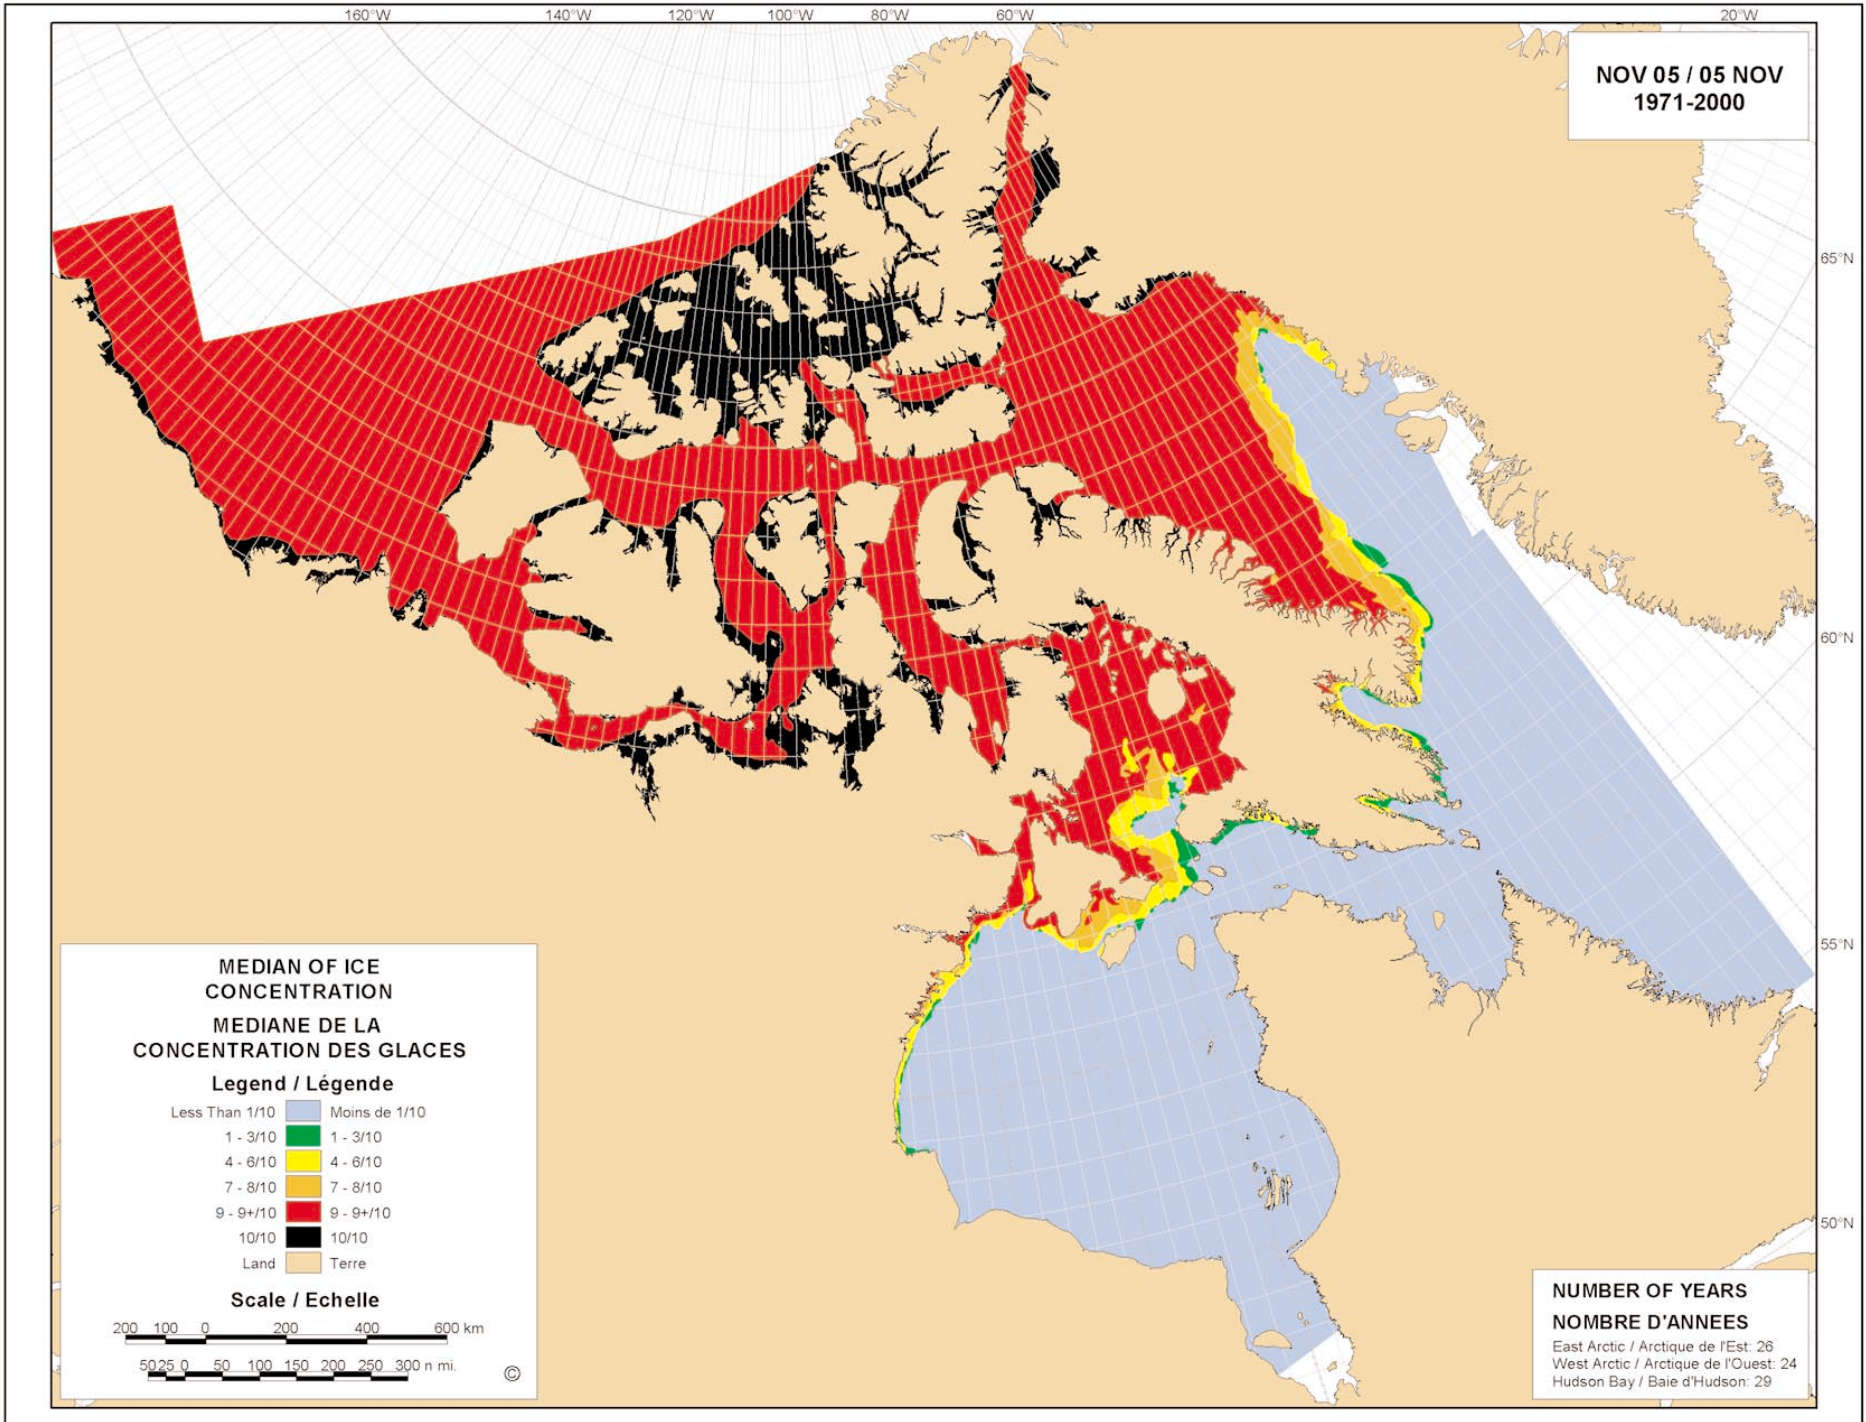 160°W 140°W 120°W 100°W 80°W 60°W 20°W
NOV 05 / 05 NOV
1971-2000
65°N
60°N
55°N
50°N
MEDIAN OF ICE
CONCENTRATION
MEDIANE DE LA
CONCENTRATION DES GLACES
Legend / Légende
Less Than 1/10 Moins de 1/10
1 - 3/10 1 - 3/10
4 - 6/10 4 - 6/10
7 - 8/10 7 - 8/10
9 - 9+/10 9 - 9+/10
10/10 10/10
Land Terre
Scale / Echelle
200 100 0 200 400 600 km
50 25 0 50 100 150 200 250 300 n mi.
©
NUMBER OF YEARS
NOMBRE D'ANNEES
East Arctic / Arctique de l'Est: 26
West Arctic / Arctique de l'Ouest: 24
Hudson Bay / Baie d'Hudson: 29